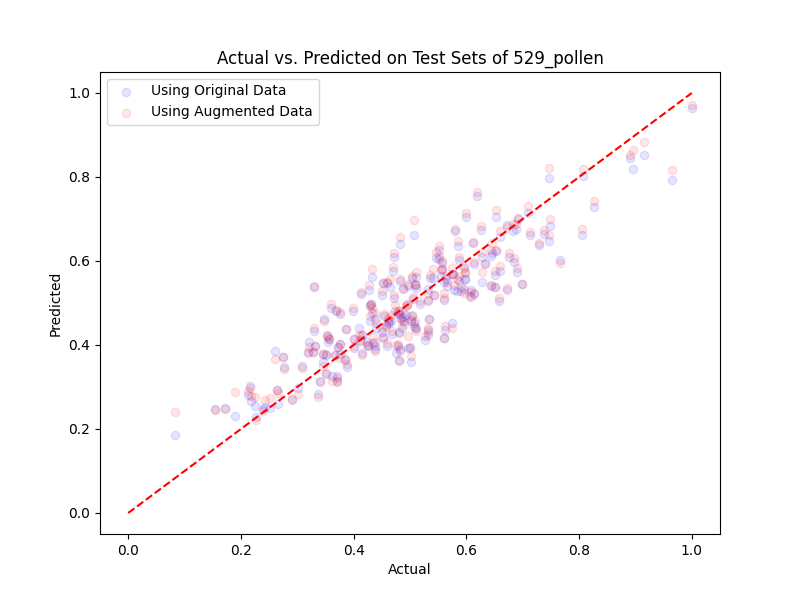 Actual vs. Predicted on Test Sets of 529_pollen
Using Original Data
Using Augmented Data
1.0
0.8
0.6
0.4
0.2
0.0
Predicted
0.0 0.2 0.4 0.6 0.8 1.0
Actual